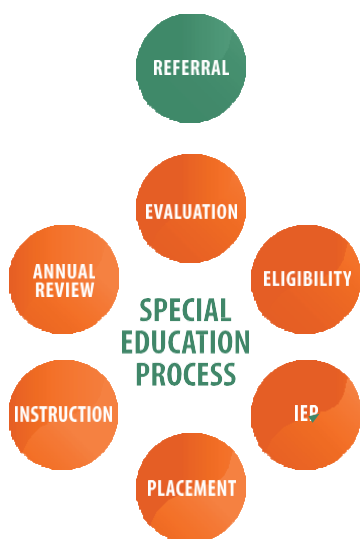 REFERRAL
EVALUATION
ELIGIBILITY
IEP
PLACEMENT
INSTRUCTION
ANNUAL
REVIEW
SPECIAL
EDUCATION
PROCESS